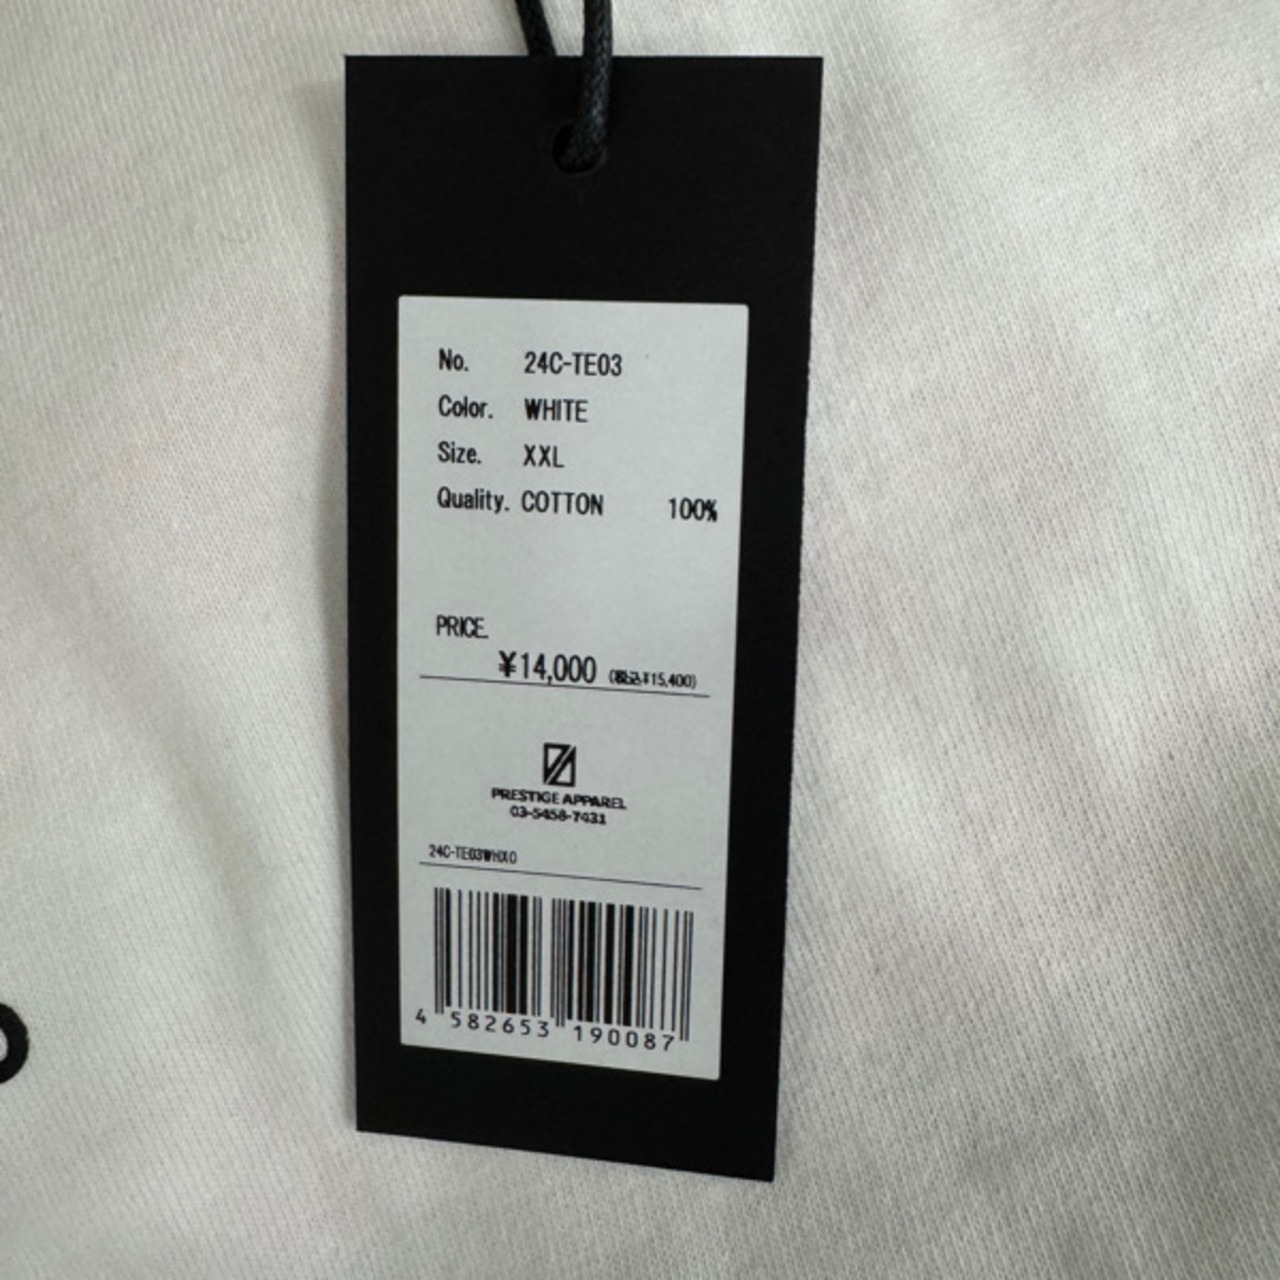 No. 24C-TE03
Color. WHITE
Size. XXL
Quality. COTTON 100%
PRICE.
¥14,000 (税込¥15,400)
PRESTIGE APPAREL
03-5458-7431
24C-TE03WHXO
4 582653 190087